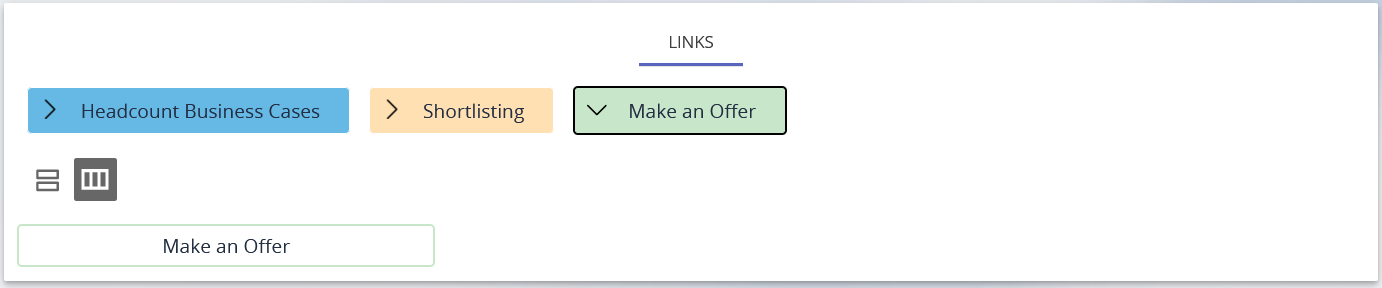 LINKS
Headcount Business Cases
Shortlisting
Make an Offer
Make an Offer